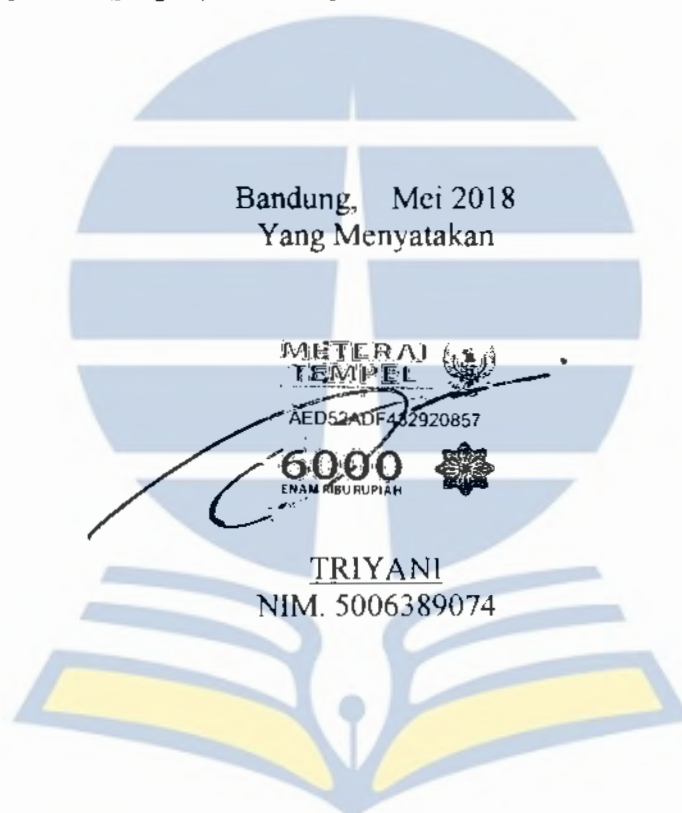 Bandung, Mei 2018
Yang Menyatakan
METERAI
TEMPEL
AED52ADF432920857
6000
ENAM RIBU RUPIAH
TRIYANI
NIM. 5006389074